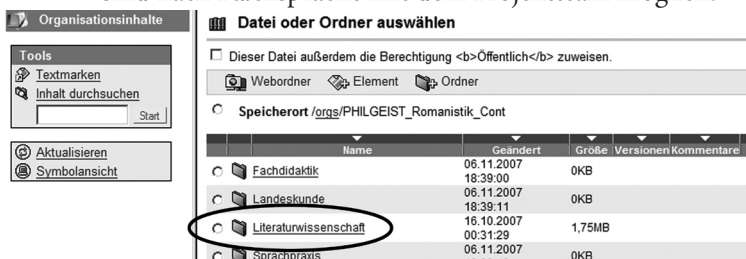 Organisationsinhalte
Tools
Textmarken
Inhalt durchsuchen
Start
Aktualisieren
Symbolansicht
Datei oder Ordner auswählen
Dieser Datei außerdem die Berechtigung <b>Öffentlich</b> zuweisen.
Webordner Element Ordner
Speicherort /orgs/PHILGEIST_Romanistik_Cont
Name Geändert Größe Versionen Kommentare
Fachdidaktik 06.11.2007 18:39:00 0KB
Landeskunde 06.11.2007 18:39:11 0KB
Literaturwissenschaft 16.10.2007 00:31:29 1,75MB
Sprachpraxis 06.11.2007 0KB